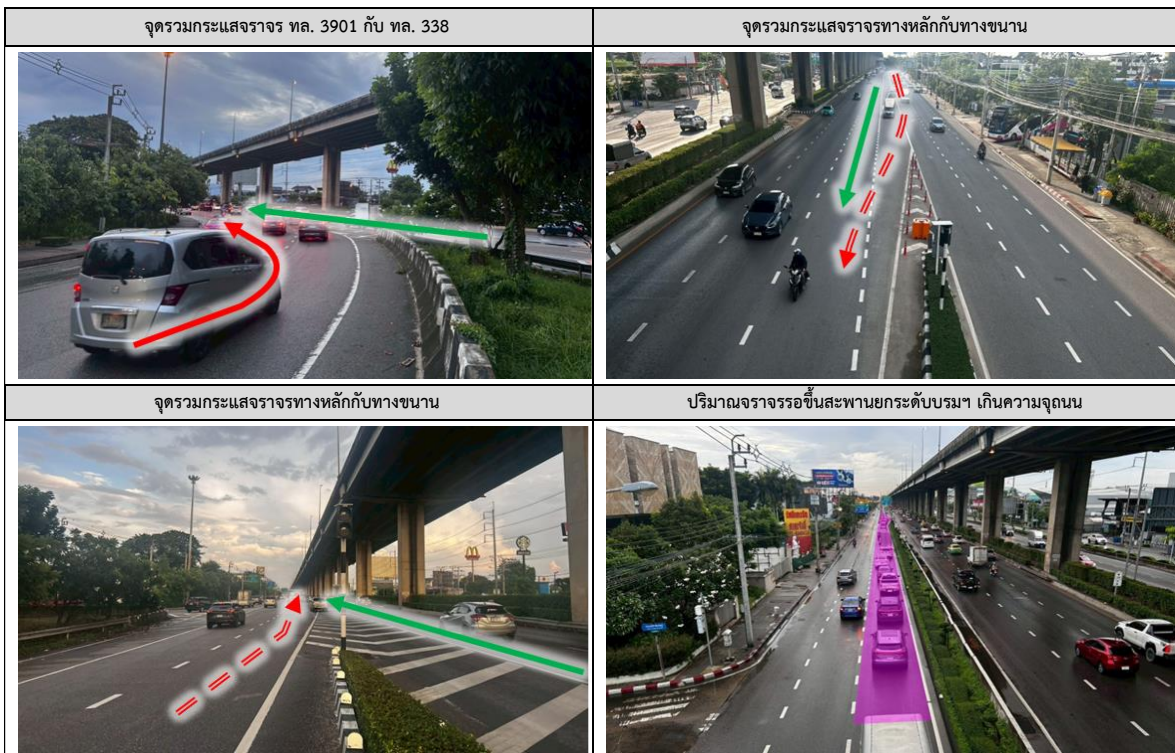 จุดรวมกระแสจราจร ทล. 3901 กับ ทล. 338
จุดรวมกระแสจราจรทางหลักกับทางขนาน
จุดรวมกระแสจราจรทางหลักกับทางขนาน
ปริมาณจราจรรอขึ้นสะพานยกระดับบรมฯ เกินความจุถนน